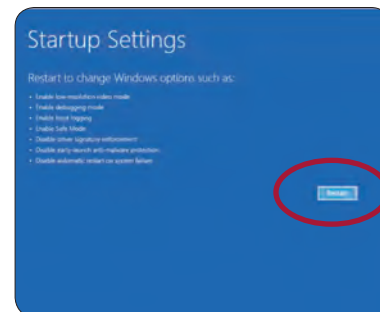 Startup Settings
Restart to change Windows options such as:
• Enable low-resolution video mode
• Enable debugging mode
• Enable boot logging
• Enable Safe Mode
• Disable driver signature enforcement
• Disable early-launch anti-malware protection
• Disable automatic restart on system failure
Restart